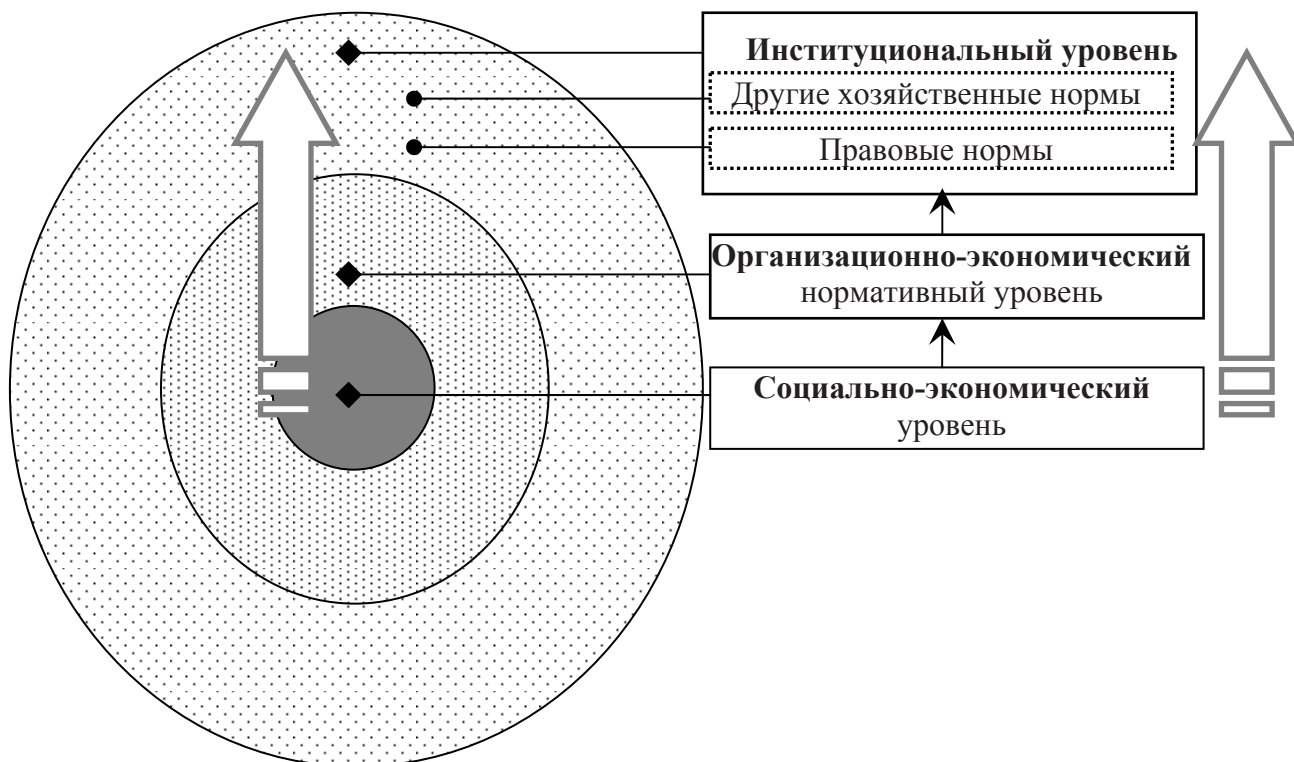 Институциональный уровень
Другие хозяйственные нормы
Правовые нормы
Организационно-экономический
нормативный уровень
Социально-экономический
уровень